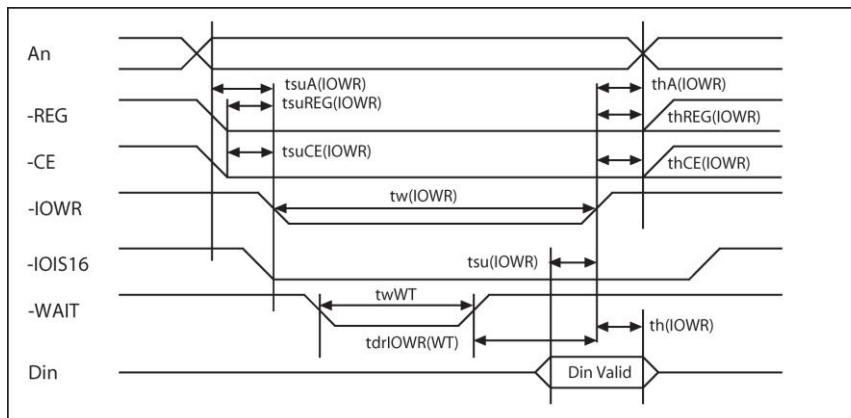 An
tsuA(IOWR)
thA(IOWR)
tsuREG(IOWR)
-REG
thREG(IOWR)
tsuCE(IOWR)
-CE
thCE(IOWR)
tw(IOWR)
-IOWR
-IOIS16
tsu(IOWR)
twWT
-WAIT
th(IOWR)
tdrIOWR(WT)
Din
Din Valid